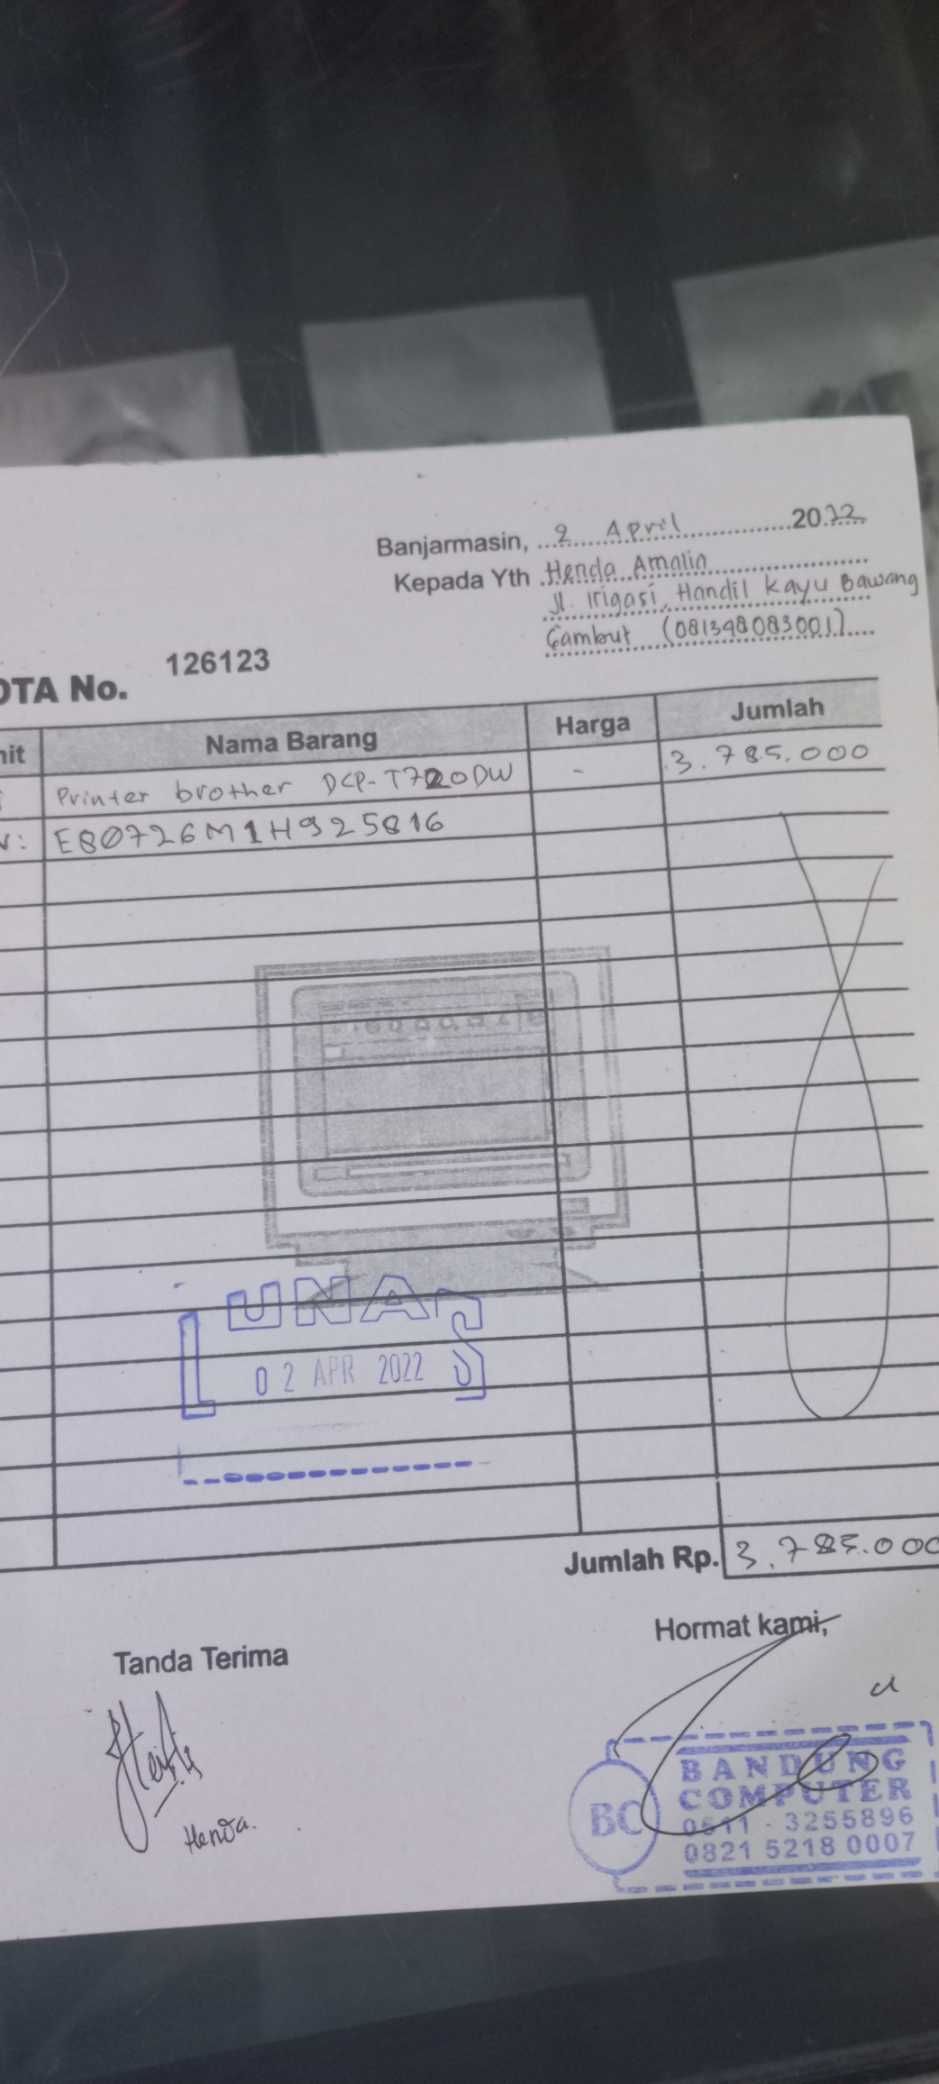 Banjarmasin, 2 April 2022
Kepada Yth Henda Amalia
Jl. Irigasi, Handil Kayu Bawang
Gambut (081348083001)
OTA No. 126123
nit Nama Barang Harga Jumlah
Printer brother DCP-T720DW - 3.785.000
N: E80726M1H925816
LUNAS
02 APR 2022
Jumlah Rp. 3.785.000
Tanda Terima Hormat kami,
Henda.
BC
BANDUNG
COMPUTER
0511 - 3255896
0821 5218 0007